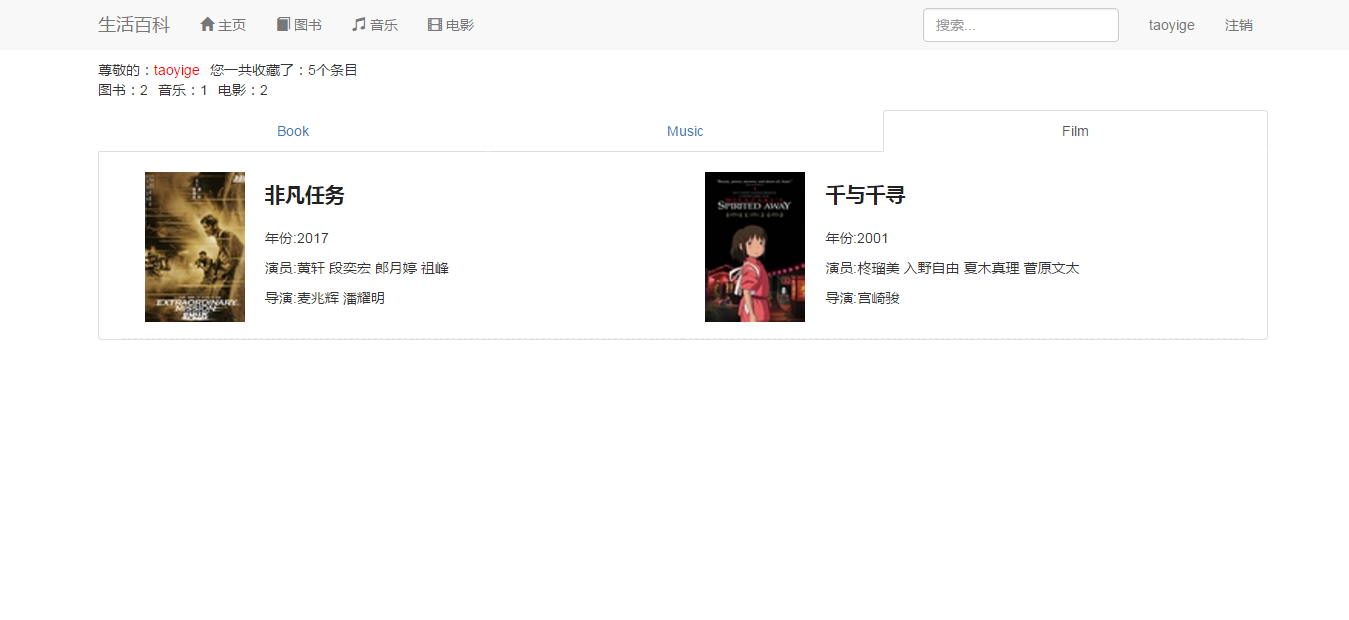 生活百科 主页 图书 音乐 电影 搜索... taoyige 注销
尊敬的：taoyige 您一共收藏了：5个条目
图书：2 音乐：1 电影：2
Book Music Film
EXTRAORDINARY
MISSION
非凡任务
年份:2017
演员:黄轩 段奕宏 郎月婷 祖峰
导演:麦兆辉 潘耀明
SPIRITED AWAY
千与千寻
年份:2001
演员:柊瑠美 入野自由 夏木真理 菅原文太
导演:宫崎骏